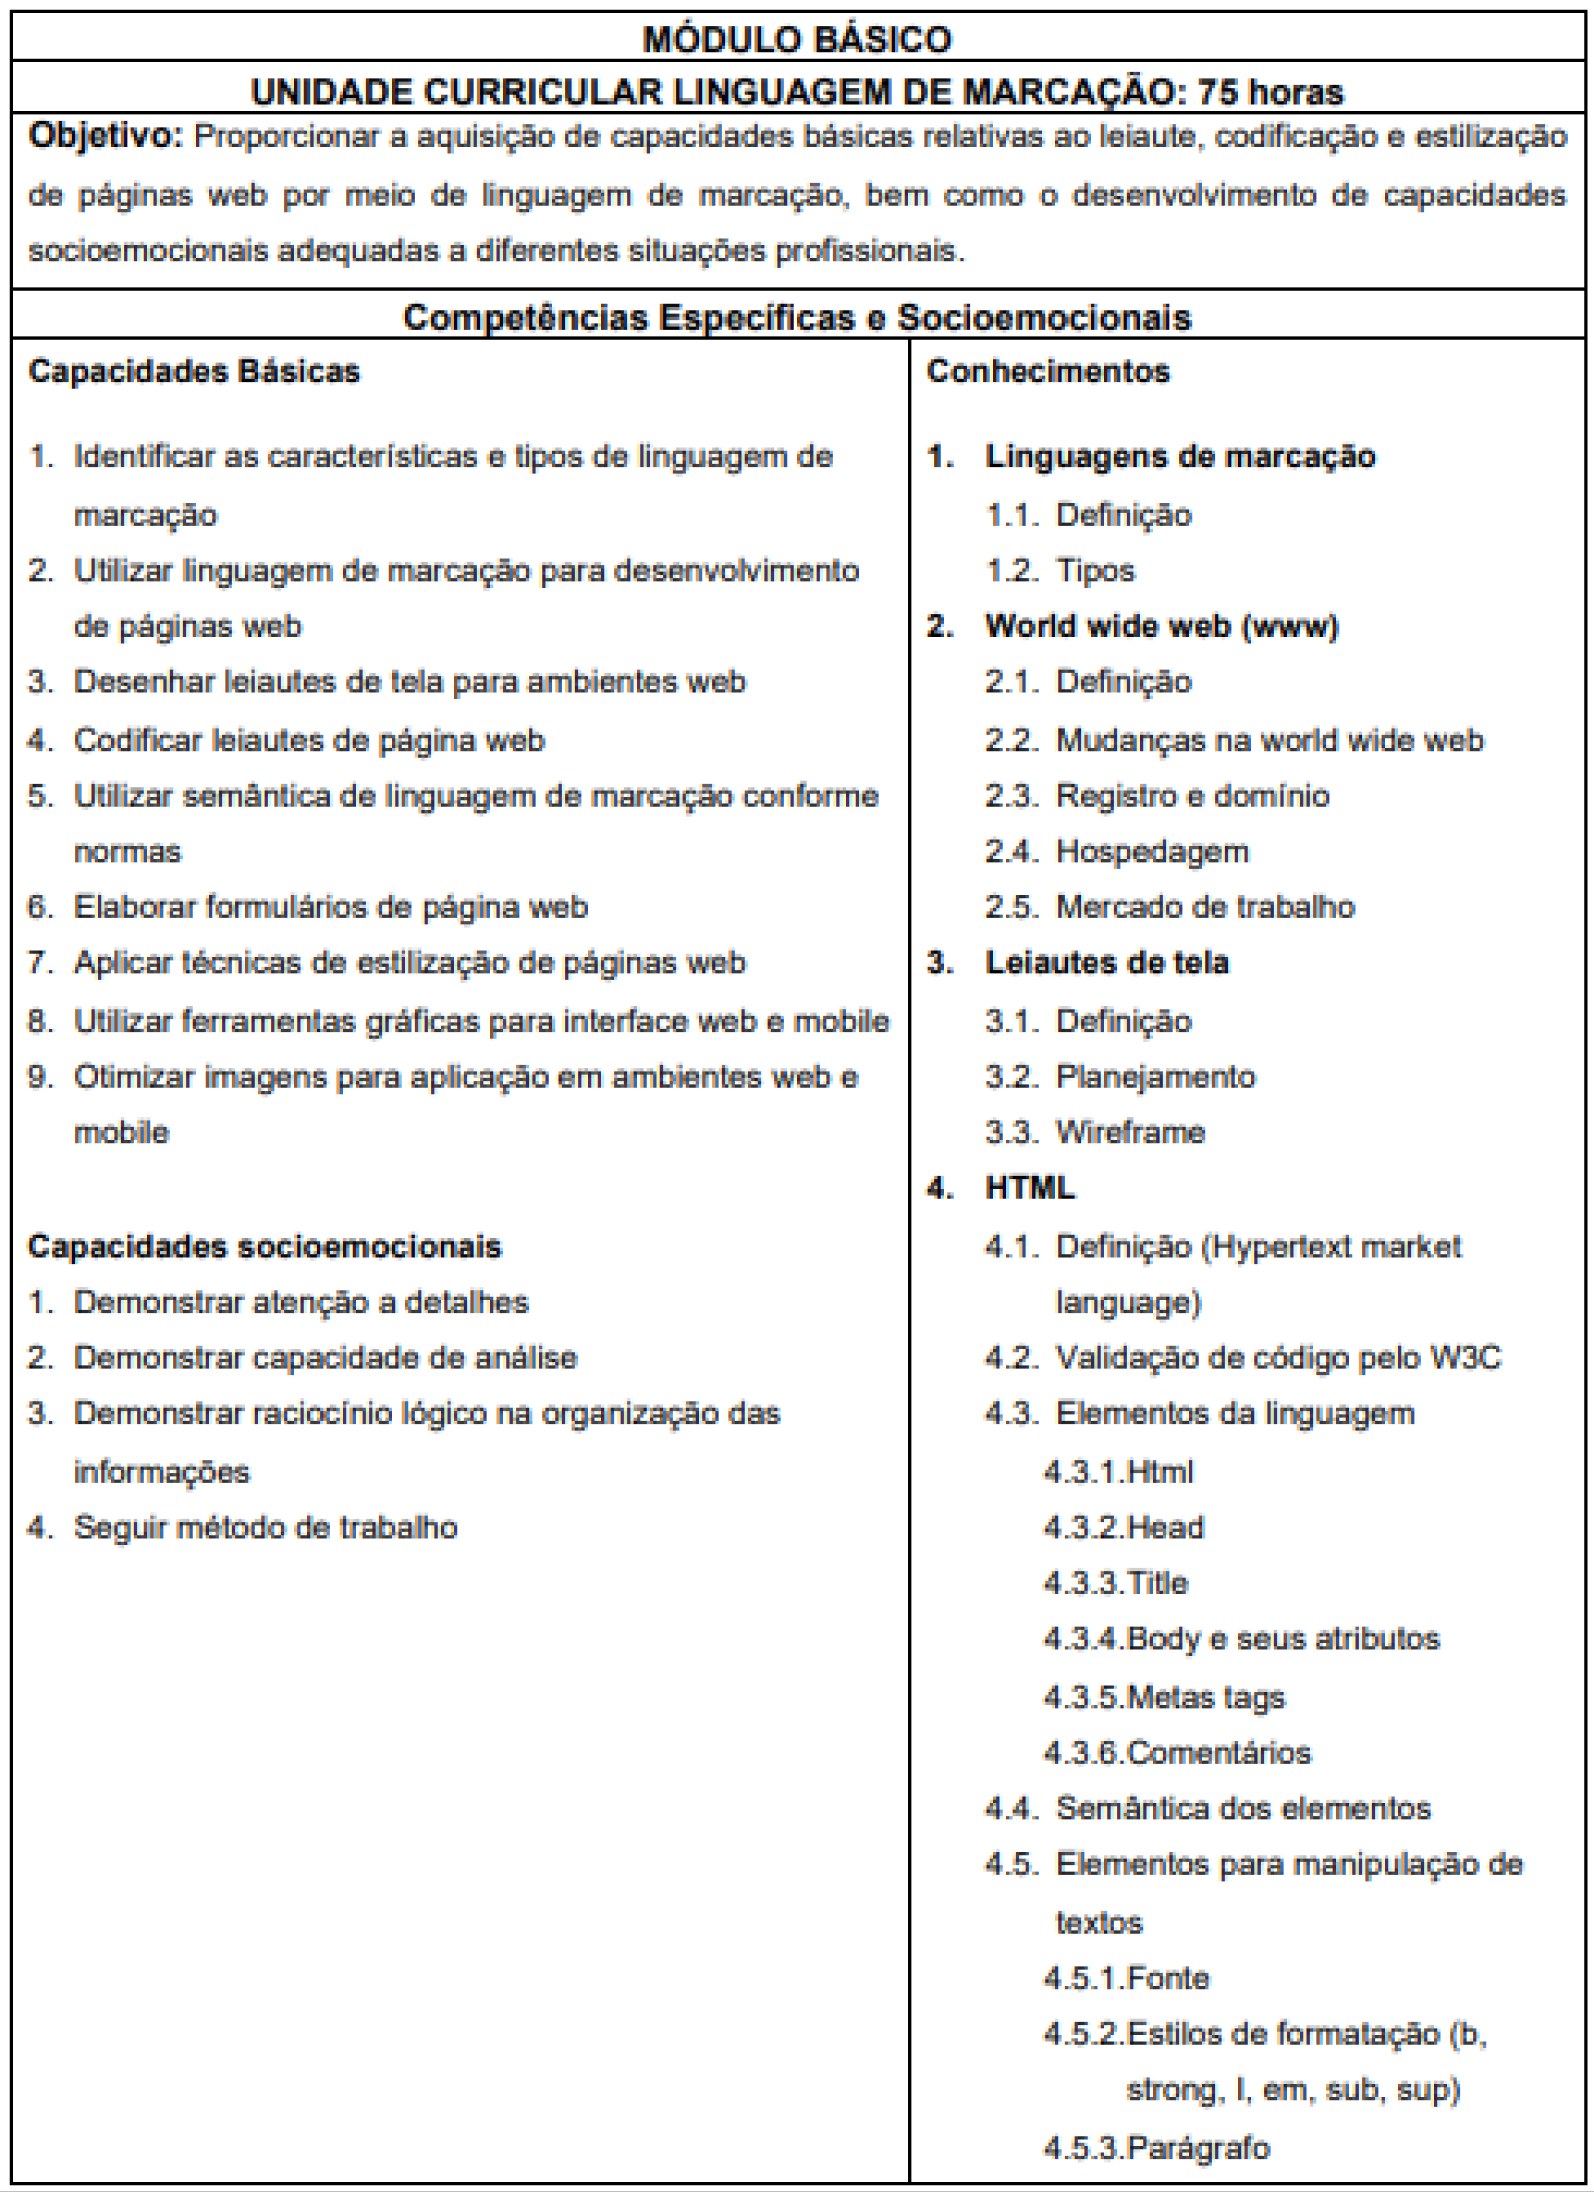 MÓDULO BÁSICO
UNIDADE CURRICULAR LINGUAGEM DE MARCAÇÃO: 75 horas
Objetivo: Proporcionar a aquisição de capacidades básicas relativas ao leiaute, codificação e estilização
de páginas web por meio de linguagem de marcação, bem como o desenvolvimento de capacidades
socioemocionais adequadas a diferentes situações profissionais.
Competências Específicas e Socioemocionais
Capacidades Básicas
1. Identificar as características e tipos de linguagem de
marcação
2. Utilizar linguagem de marcação para desenvolvimento
de páginas web
3. Desenhar leiautes de tela para ambientes web
4. Codificar leiautes de página web
5. Utilizar semântica de linguagem de marcação conforme
normas
6. Elaborar formulários de página web
7. Aplicar técnicas de estilização de páginas web
8. Utilizar ferramentas gráficas para interface web e mobile
9. Otimizar imagens para aplicação em ambientes web e
mobile
Capacidades socioemocionais
1. Demonstrar atenção a detalhes
2. Demonstrar capacidade de análise
3. Demonstrar raciocínio lógico na organização das
informações
4. Seguir método de trabalho
Conhecimentos
1. Linguagens de marcação
1.1. Definição
1.2. Tipos
2. World wide web (www)
2.1. Definição
2.2. Mudanças na world wide web
2.3. Registro e domínio
2.4. Hospedagem
2.5. Mercado de trabalho
3. Leiautes de tela
3.1. Definição
3.2. Planejamento
3.3. Wireframe
4. HTML
4.1. Definição (Hypertext market
language)
4.2. Validação de código pelo W3C
4.3. Elementos da linguagem
4.3.1.Html
4.3.2.Head
4.3.3.Title
4.3.4.Body e seus atributos
4.3.5.Metas tags
4.3.6.Comentários
4.4. Semântica dos elementos
4.5. Elementos para manipulação de
textos
4.5.1.Fonte
4.5.2.Estilos de formatação (b,
strong, I, em, sub, sup)
4.5.3.Parágrafo